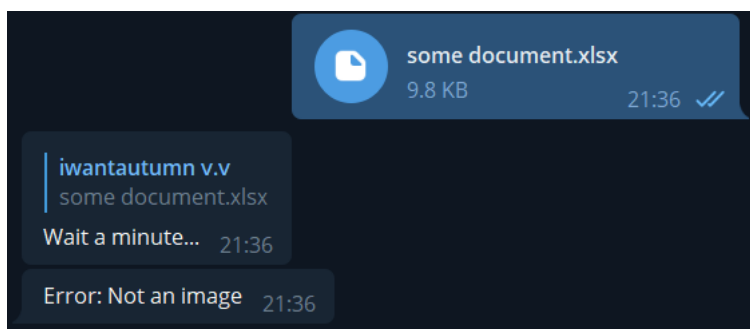 some document.xlsx
9.8 KB
21:36
iwantautumn v.v
some document.xlsx
Wait a minute... 21:36
Error: Not an image 21:36